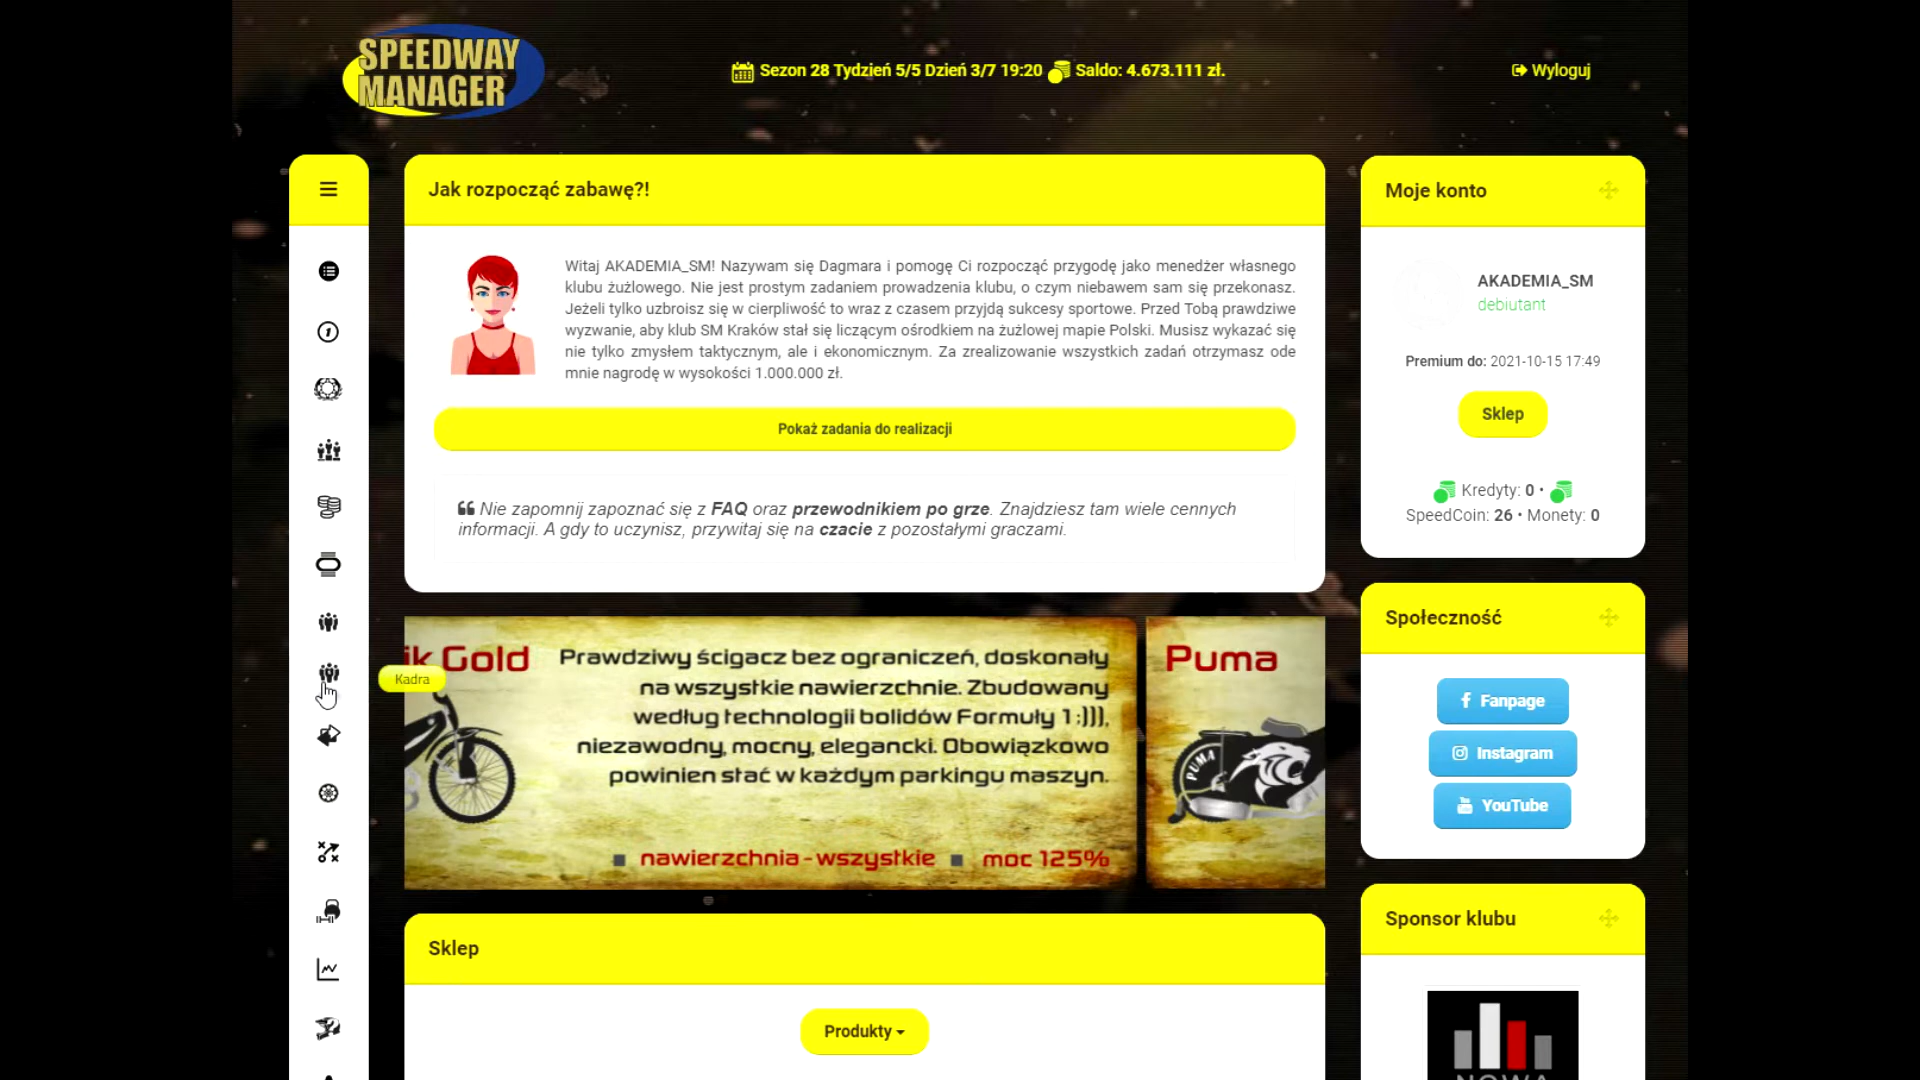 SPEEDWAY
MANAGER
Sezon 28 Tydzień 5/5 Dzień 3/7 19:20 Saldo: 4.673.111 zł.
Wyloguj
Jak rozpocząć zabawę?!
Witaj AKADEMIA_SM! Nazywam się Dagmara i pomogę Ci rozpocząć przygodę jako menedżer własnego
klubu żużlowego. Nie jest prostym zadaniem prowadzenia klubu, o czym niebawem sam się przekonasz.
Jeżeli tylko uzbroisz się w cierpliwość to wraz z czasem przyjdą sukcesy sportowe. Przed Tobą prawdziwe
wyzwanie, aby klub SM Kraków stał się liczącym ośrodkiem na żużlowej mapie Polski. Musisz wykazać się
nie tylko zmysłem taktycznym, ale i ekonomicznym. Za zrealizowanie wszystkich zadań otrzymasz ode
mnie nagrodę w wysokości 1.000.000 zł.
Pokaż zadania do realizacji
Nie zapomnij zapoznać się z FAQ oraz przewodnikiem po grze. Znajdziesz tam wiele cennych
informacji. A gdy to uczynisz, przywitaj się na czacie z pozostałymi graczami.
Kadra
ik Gold
Prawdziwy ścigacz bez ograniczeń, doskonały
na wszystkie nawierzchnie. Zbudowany
według technologii bolidów Formuły 1 ;))),
niezawodny, mocny, elegancki. Obowiązkowo
powinien stać w każdym parkingu maszyn.
nawierzchnia - wszystkie moc 125%
Puma
PUMA
Sklep
Produkty
Moje konto
AKADEMIA_SM
debiutant
Premium do: 2021-10-15 17:49
Sklep
Kredyty: 0 •
SpeedCoin: 26 • Monety: 0
Społeczność
Fanpage
Instagram
YouTube
Sponsor klubu
NOWA